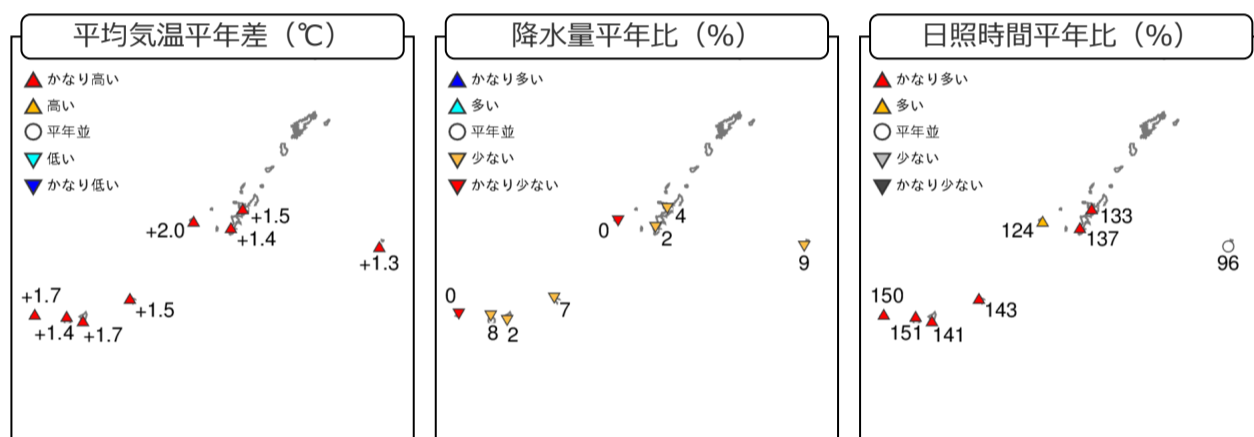 平均気温平年差（℃）
かなり高い
高い
平年並
低い
かなり低い
+2.0
+1.5
+1.4
+1.3
+1.7
+1.5
+1.4
+1.7
降水量平年比（%）
かなり多い
多い
平年並
少ない
かなり少ない
0
4
2
9
0
7
8
2
日照時間平年比（%）
かなり多い
多い
平年並
少ない
かなり少ない
124
133
137
96
150
143
151
141